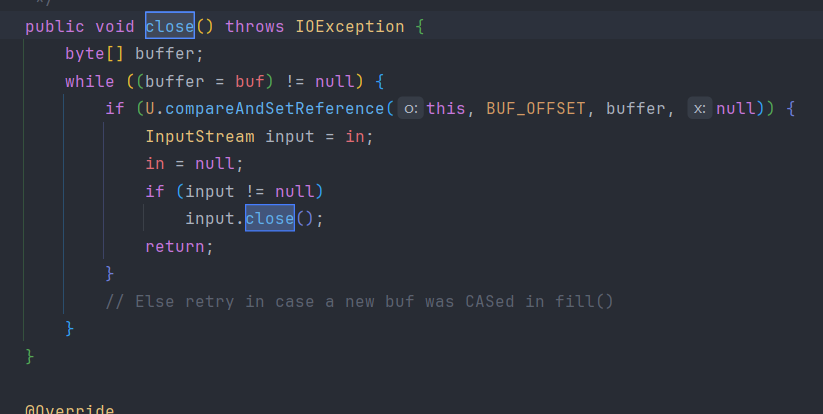 */
public void close() throws IOException {
    byte[] buffer;
    while ((buffer = buf) != null) {
        if (U.compareAndSetReference( o: this, BUF_OFFSET, buffer, x: null)) {
            InputStream input = in;
            in = null;
            if (input != null)
                input.close();
            return;
        }
        // Else retry in case a new buf was CASed in fill()
    }
}
@Override